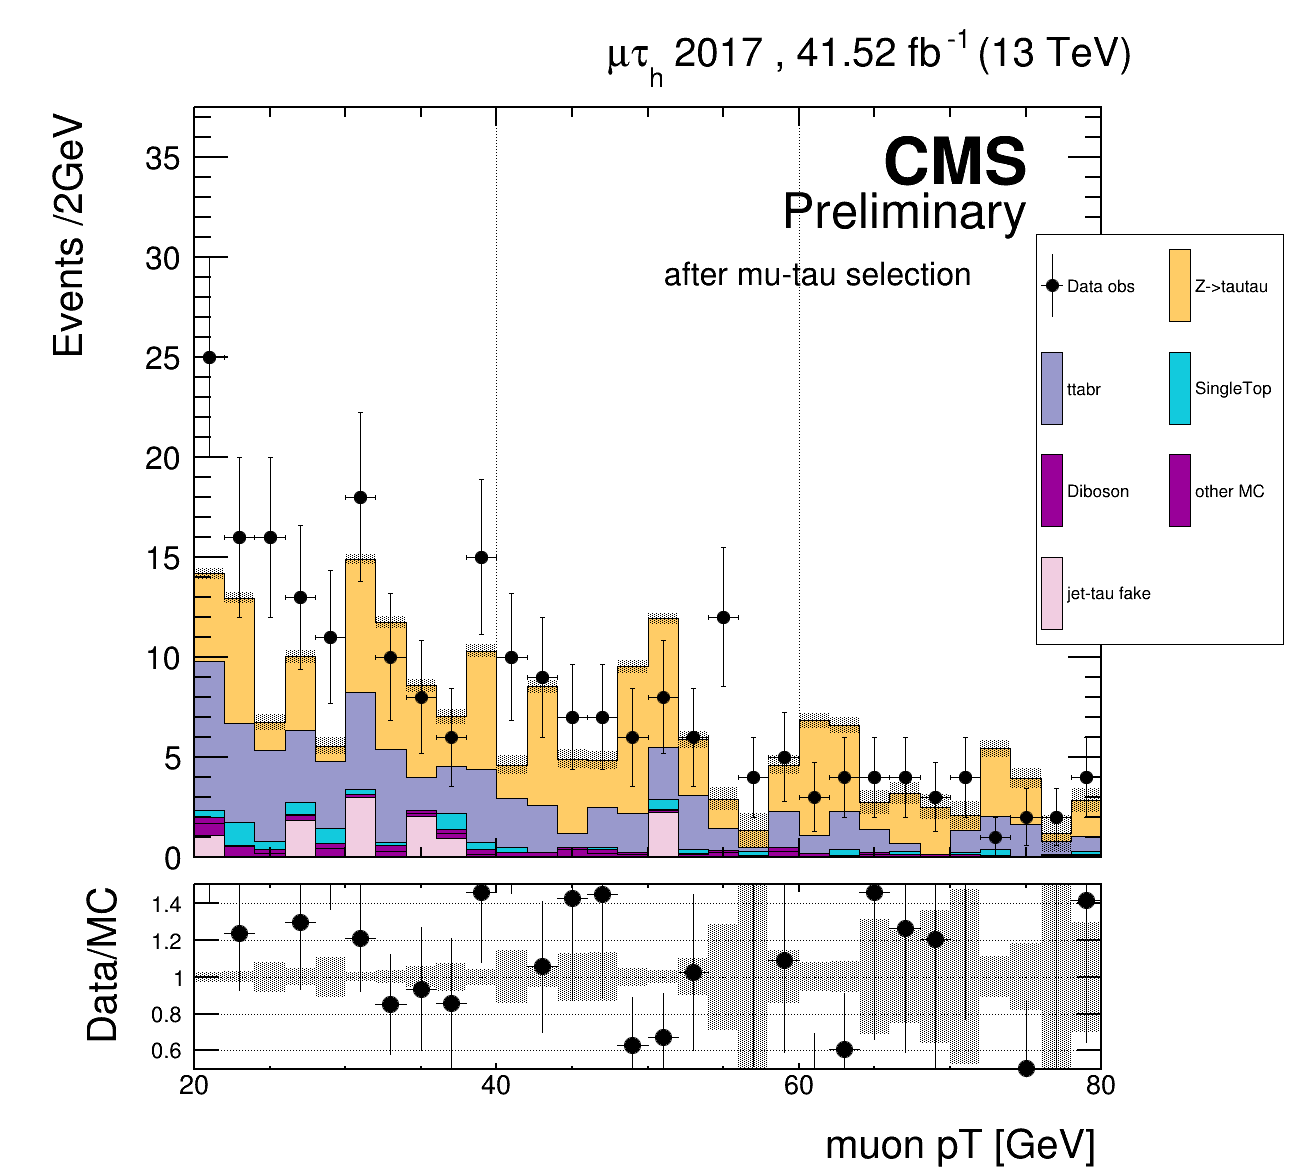 μτh 2017 , 41.52 fb-1 (13 TeV)
Events /2GeV
35
30
25
20
15
10
5
0
CMS
Preliminary
after mu-tau selection
Data obs
Z->tautau
ttabr
SingleTop
Diboson
other MC
jet-tau fake
Data/MC
1.4
1.2
1
0.8
0.6
20
40
60
80
muon pT [GeV]